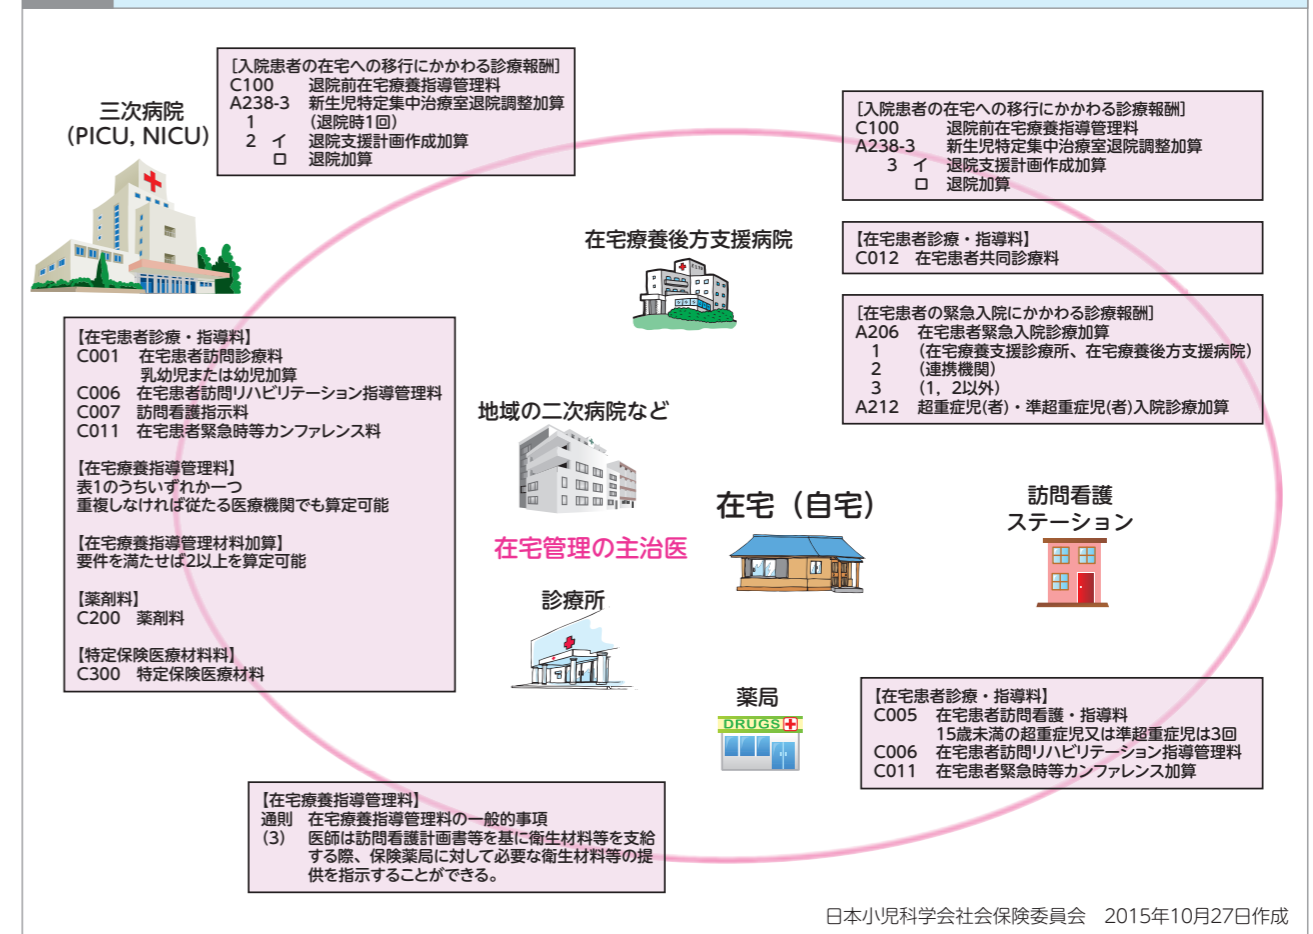 三次病院
(PICU, NICU)
[入院患者の在宅への移行にかかわる診療報酬]
C100 退院前在宅療養指導管理料
A238-3 新生児特定集中治療室退院調整加算
1 (退院時1回)
2 イ 退院支援計画作成加算
ロ 退院加算
[入院患者の在宅への移行にかかわる診療報酬]
C100 退院前在宅療養指導管理料
A238-3 新生児特定集中治療室退院調整加算
3 イ 退院支援計画作成加算
ロ 退院加算
在宅療養後方支援病院
【在宅患者診療・指導料】
C012 在宅患者共同診療料
[在宅患者の緊急入院にかかわる診療報酬]
A206 在宅患者緊急入院診療加算
1 (在宅療養支援診療所、在宅療養後方支援病院)
2 (連携機関)
3 (1，2以外)
A212 超重症児(者)・準超重症児(者)入院診療加算
【在宅患者診療・指導料】
C001 在宅患者訪問診療料
乳幼児または幼児加算
C006 在宅患者訪問リハビリテーション指導管理料
C007 訪問看護指示料
C011 在宅患者緊急時等カンファレンス料
【在宅療養指導管理料】
表1のうちいずれか一つ
重複しなければ従たる医療機関でも算定可能
【在宅療養指導管理材料加算】
要件を満たせば2以上を算定可能
【薬剤料】
C200 薬剤料
【特定保険医療材料料】
C300 特定保険医療材料
地域の二次病院など
在宅管理の主治医
診療所
在宅（自宅）
訪問看護
ステーション
薬局
DRUGS
【在宅患者診療・指導料】
C005 在宅患者訪問看護・指導料
15歳未満の超重症児又は準超重症児は3回
C006 在宅患者訪問リハビリテーション指導管理料
C011 在宅患者緊急時等カンファレンス加算
【在宅療養指導管理料】
通則 在宅療養指導管理料の一般的事項
(3) 医師は訪問看護計画書等を基に衛生材料等を支給
する際、保険薬局に対して必要な衛生材料等の提
供を指示することができる。
日本小児科学会社会保険委員会 2015年10月27日作成